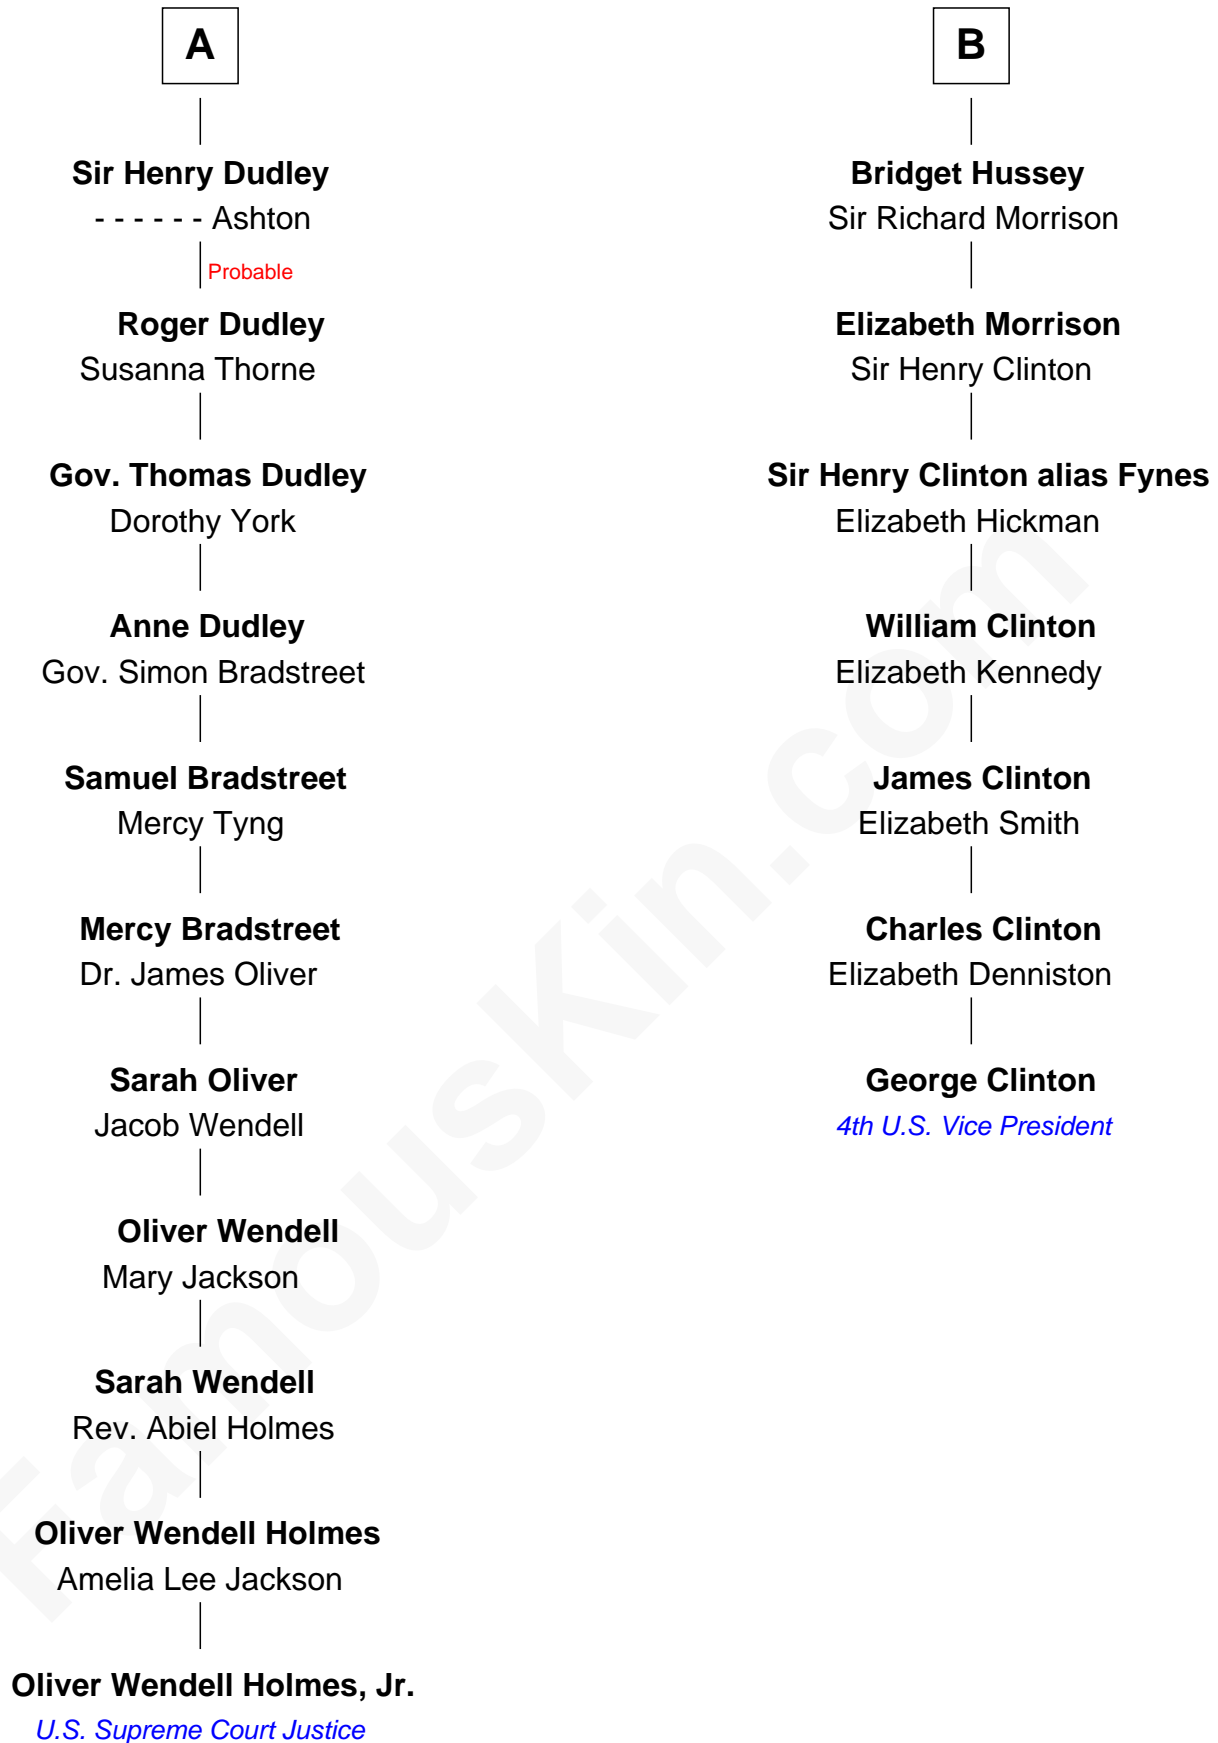 A
Sir Henry Dudley
- - - - - - Ashton
Probable
Roger Dudley
Susanna Thorne
Gov. Thomas Dudley
Dorothy York
Anne Dudley
Gov. Simon Bradstreet
Samuel Bradstreet
Mercy Tyng
Mercy Bradstreet
Dr. James Oliver
Sarah Oliver
Jacob Wendell
Oliver Wendell
Mary Jackson
Sarah Wendell
Rev. Abiel Holmes
Oliver Wendell Holmes
Amelia Lee Jackson
Oliver Wendell Holmes, Jr.
U.S. Supreme Court Justice
B
Bridget Hussey
Sir Richard Morrison
Elizabeth Morrison
Sir Henry Clinton
Sir Henry Clinton alias Fynes
Elizabeth Hickman
William Clinton
Elizabeth Kennedy
James Clinton
Elizabeth Smith
Charles Clinton
Elizabeth Denniston
George Clinton
4th U.S. Vice President
FamousKin.com